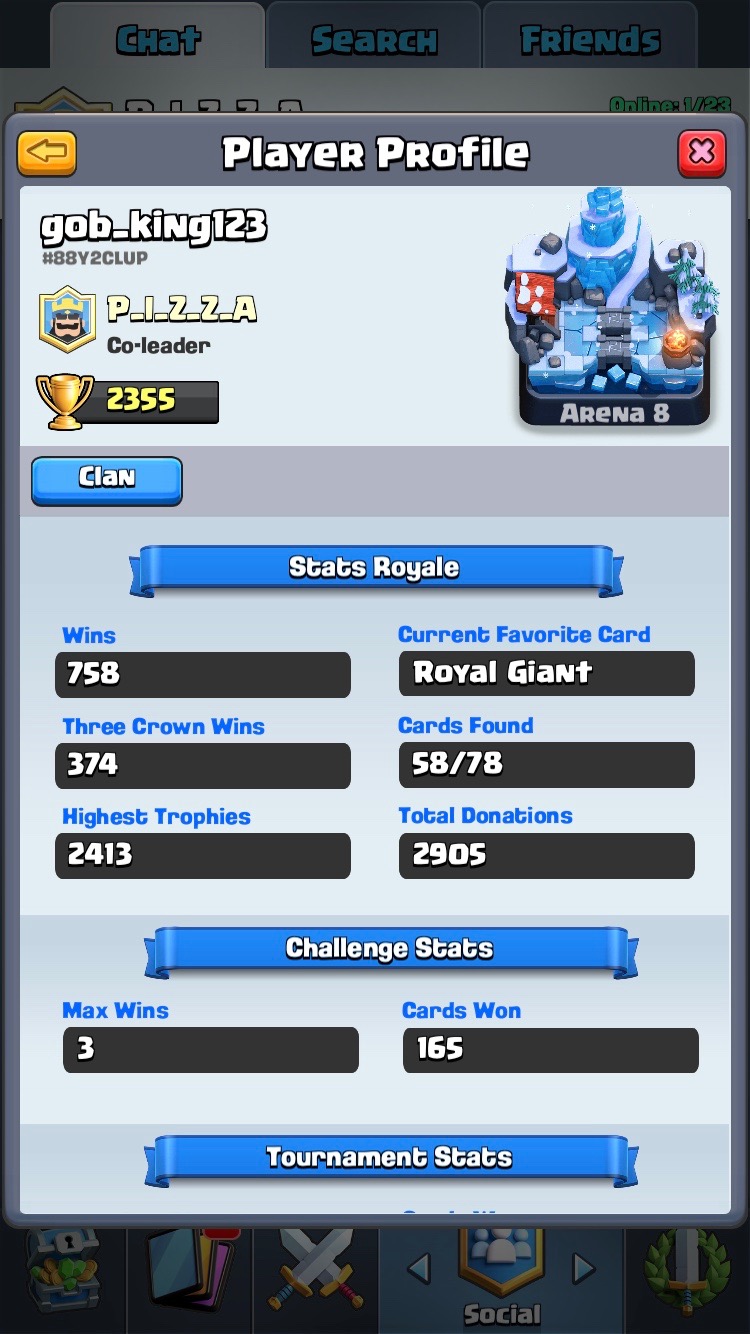 Chat
Search
Friends
Online: 1/23
Player Profile
gob_king123
#88Y2CLUP
P_I_Z_Z_A
Co-leader
2355
Arena 8
Clan
Stats Royale
Wins
Current Favorite Card
758
Royal Giant
Three Crown Wins
Cards Found
374
58/78
Highest Trophies
Total Donations
2413
2905
Challenge Stats
Max Wins
Cards Won
3
165
Tournament Stats
Social